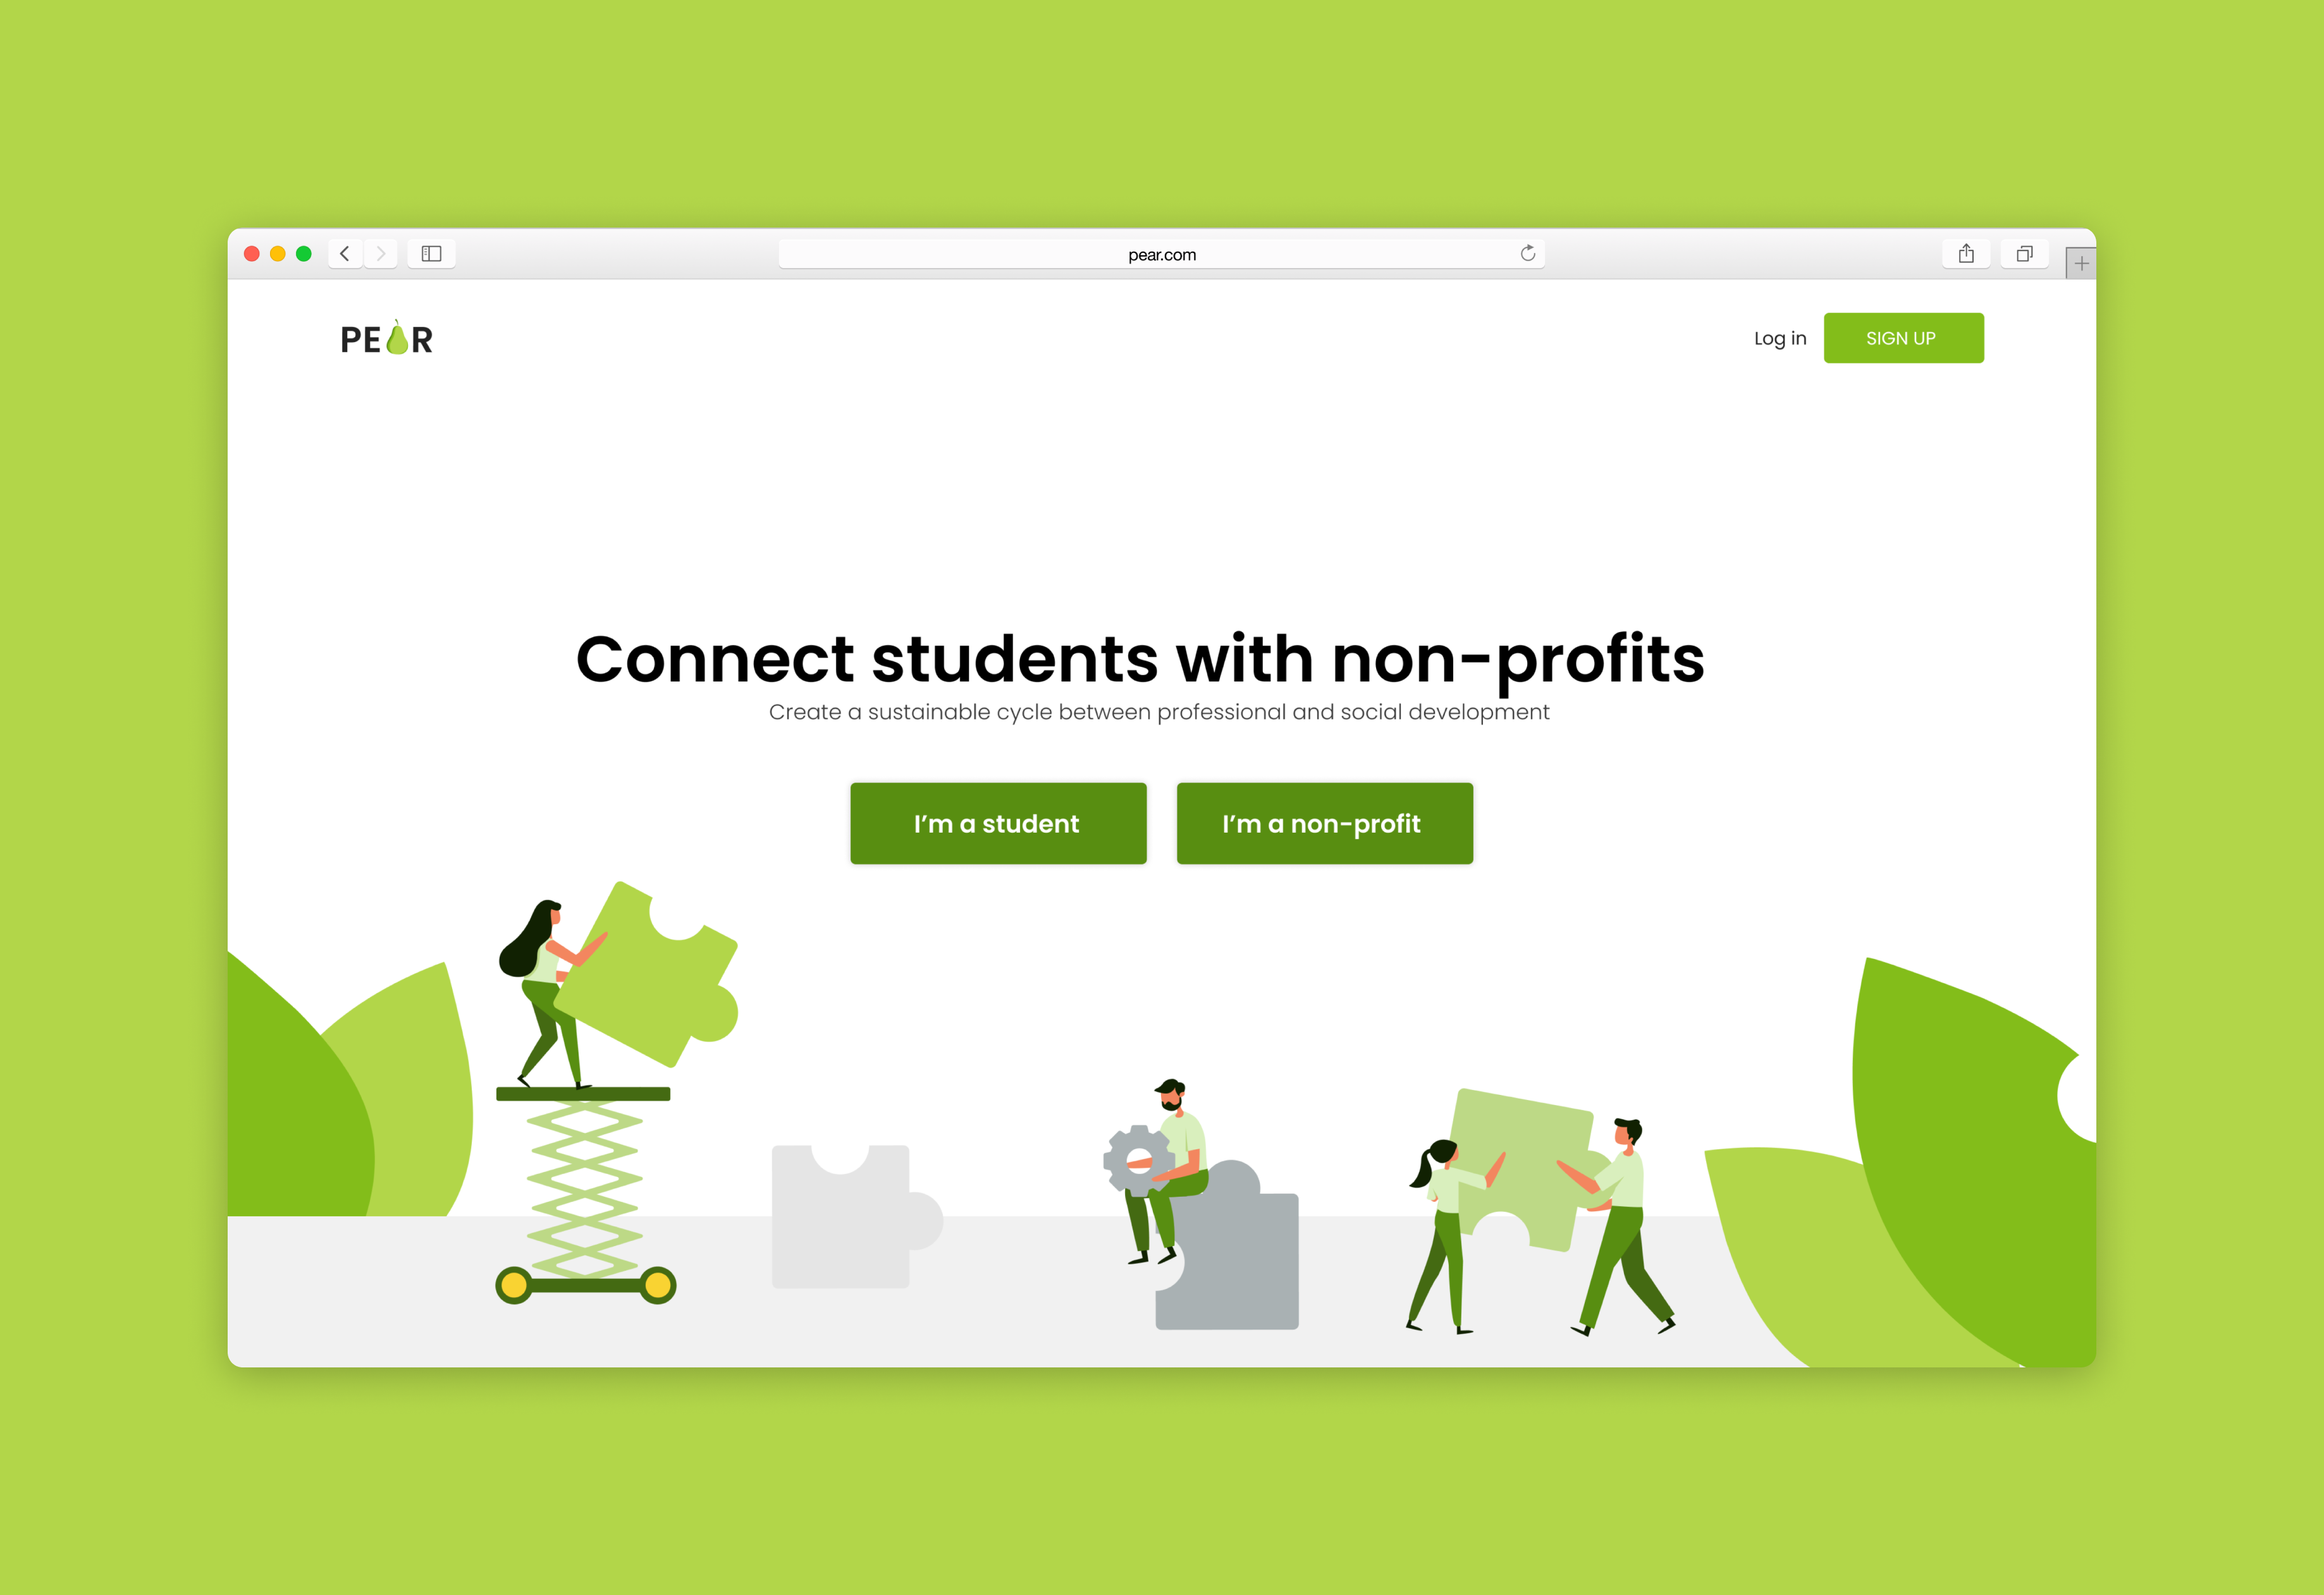 pear.com
PEAR
Log in
SIGN UP
Connect students with non-profits
Create a sustainable cycle between professional and social development
I'm a student
I'm a non-profit